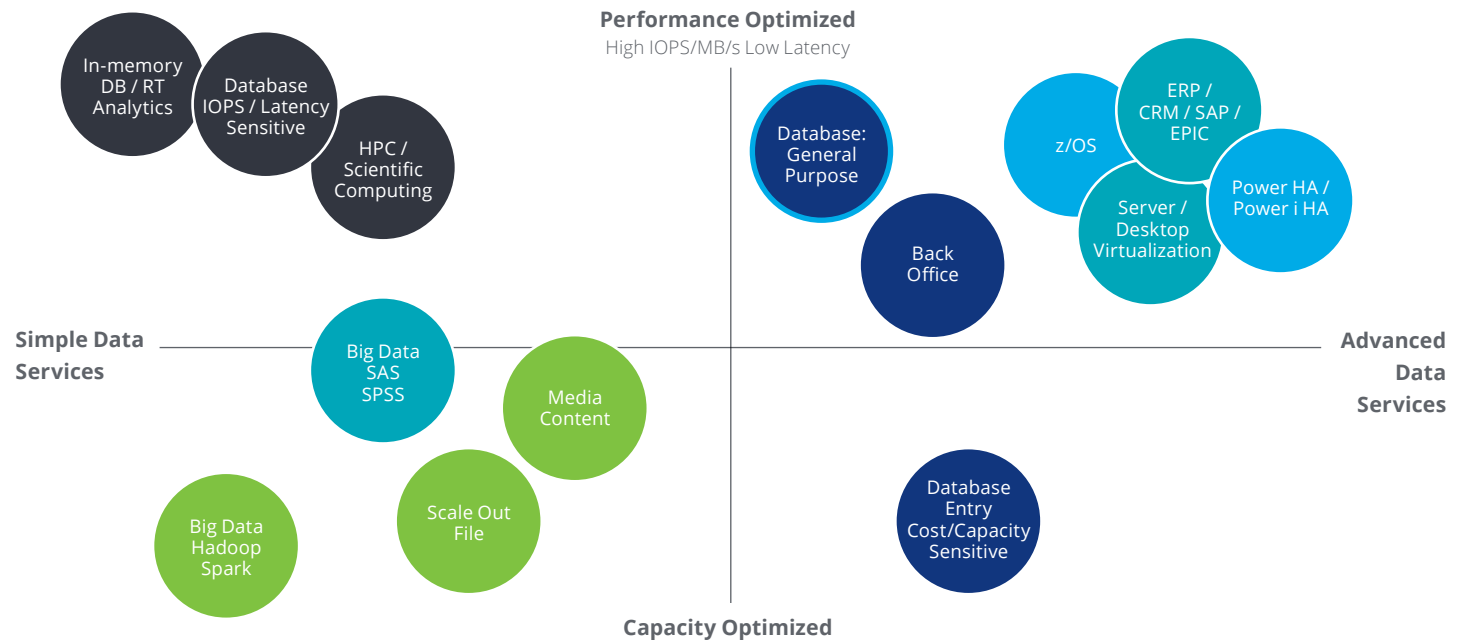 Performance Optimized
High IOPS/MB/s Low Latency
In-memory
DB / RT
Analytics
Database
IOPS / Latency
Sensitive
HPC /
Scientific
Computing
Database:
General
Purpose
Back
Office
z/OS
ERP /
CRM / SAP /
EPIC
Server /
Desktop
Virtualization
Power HA /
Power i HA
Simple Data
Services
Advanced
Data
Services
Big Data
SAS
SPSS
Media
Content
Big Data
Hadoop
Spark
Scale Out
File
Database
Entry
Cost/Capacity
Sensitive
Capacity Optimized